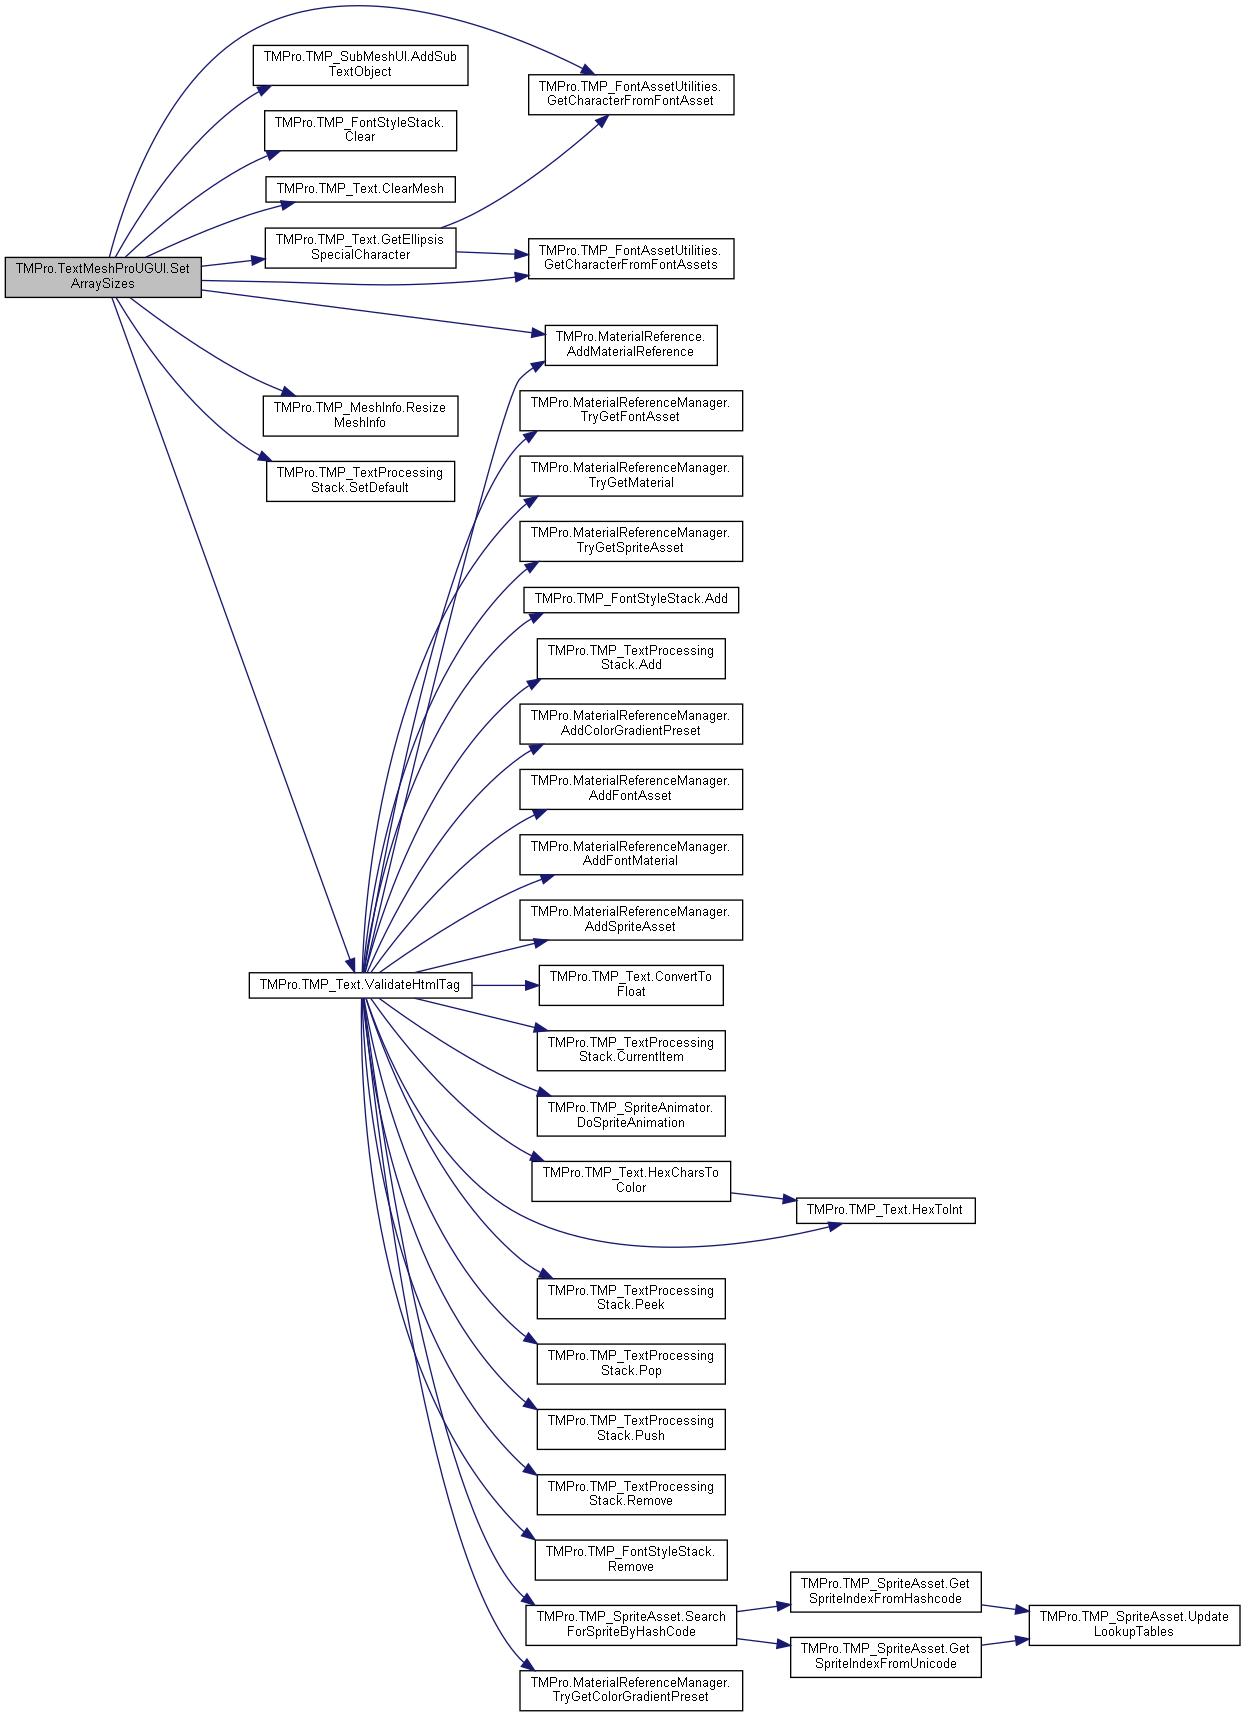 TMPro.TextMeshProUGUI.Set
ArraySizes
TMPro.TMP_SubMeshUI.AddSub
TextObject
TMPro.TMP_FontStyleStack.
Clear
TMPro.TMP_Text.ClearMesh
TMPro.TMP_Text.GetEllipsis
SpecialCharacter
TMPro.TMP_MeshInfo.Resize
MeshInfo
TMPro.TMP_TextProcessing
Stack.SetDefault
TMPro.TMP_Text.ValidateHtmlTag
TMPro.TMP_FontAssetUtilities.
GetCharacterFromFontAsset
TMPro.TMP_FontAssetUtilities.
GetCharacterFromFontAssets
TMPro.MaterialReference.
AddMaterialReference
TMPro.MaterialReferenceManager.
TryGetFontAsset
TMPro.MaterialReferenceManager.
TryGetMaterial
TMPro.MaterialReferenceManager.
TryGetSpriteAsset
TMPro.TMP_FontStyleStack.Add
TMPro.TMP_TextProcessing
Stack.Add
TMPro.MaterialReferenceManager.
AddColorGradientPreset
TMPro.MaterialReferenceManager.
AddFontAsset
TMPro.MaterialReferenceManager.
AddFontMaterial
TMPro.MaterialReferenceManager.
AddSpriteAsset
TMPro.TMP_Text.ConvertTo
Float
TMPro.TMP_TextProcessing
Stack.CurrentItem
TMPro.TMP_SpriteAnimator.
DoSpriteAnimation
TMPro.TMP_Text.HexCharsTo
Color
TMPro.TMP_Text.HexToInt
TMPro.TMP_TextProcessing
Stack.Peek
TMPro.TMP_TextProcessing
Stack.Pop
TMPro.TMP_TextProcessing
Stack.Push
TMPro.TMP_TextProcessing
Stack.Remove
TMPro.TMP_FontStyleStack.
Remove
TMPro.TMP_SpriteAsset.Search
ForSpriteByHashCode
TMPro.MaterialReferenceManager.
TryGetColorGradientPreset
TMPro.TMP_SpriteAsset.Get
SpriteIndexFromHashcode
TMPro.TMP_SpriteAsset.Get
SpriteIndexFromUnicode
TMPro.TMP_SpriteAsset.Update
LookupTables